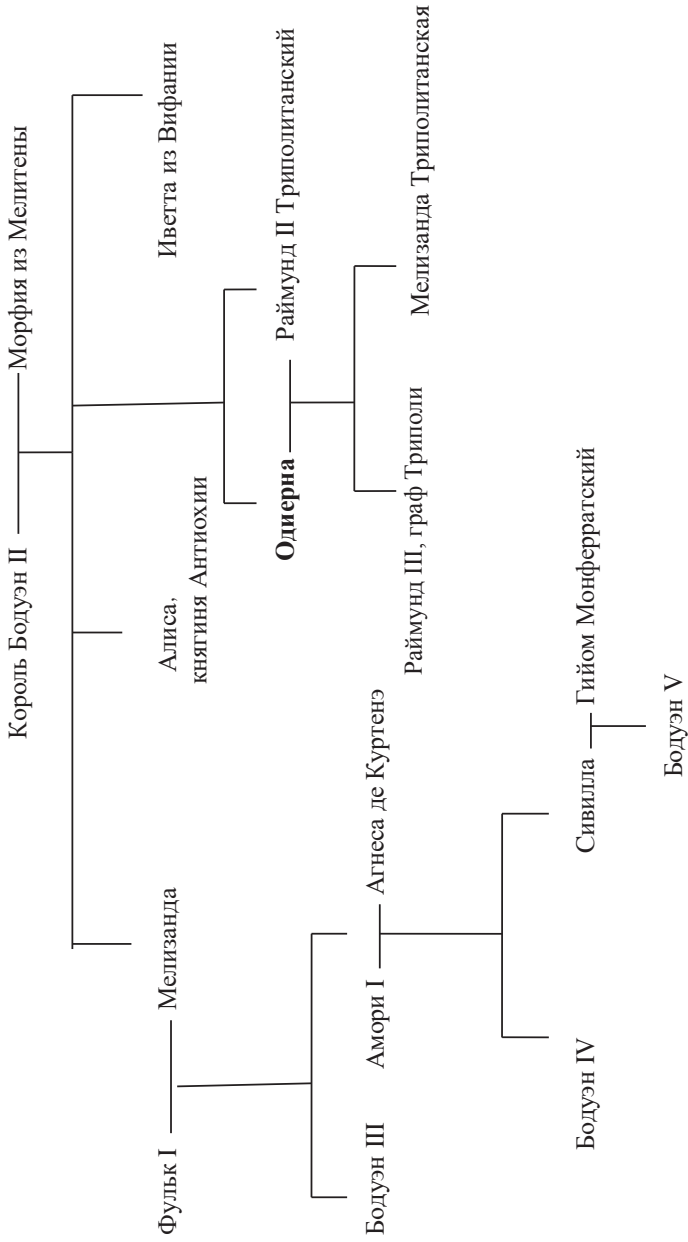 Король Бодуэн II
Морфия из Мелитены
Фульк I
Мелизанда
Алиса,
княгиня Антиохии
Иветта из Вифании
Одиерна
Раймунд II Триполитанский
Бодуэн III
Амори I
Агнеса де Куртенэ
Раймунд III, граф Триполи
Мелизанда Триполитанская
Бодуэн IV
Сивилла
Гийом Монферратский
Бодуэн V